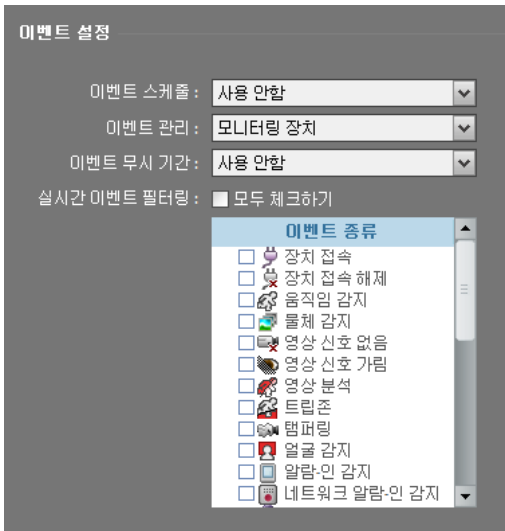 이벤트 설정
이벤트 스케줄 : 사용 안함
이벤트 관리 : 모니터링 장치
이벤트 무시 기간 : 사용 안함
실시간 이벤트 필터링 : 모두 체크하기
이벤트 종류
장치 접속
장치 접속 해제
움직임 감지
물체 감지
영상 신호 없음
영상 신호 가림
영상 분석
트립존
탬퍼링
얼굴 감지
알람-인 감지
네트워크 알람-인 감지